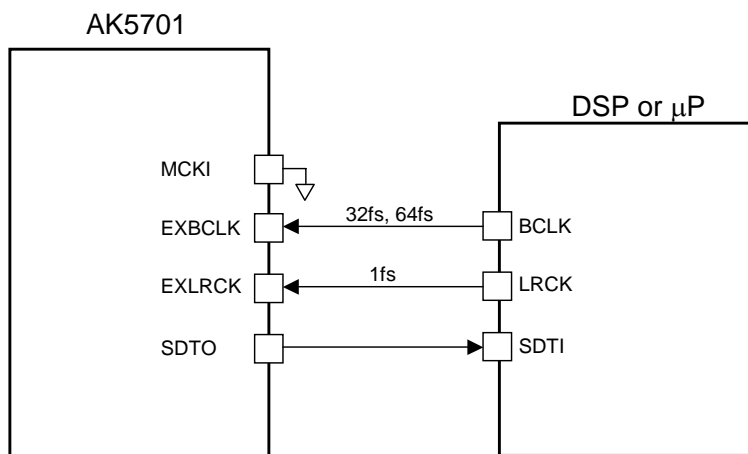 AK5701
DSP or μP
MCKI
EXBCLK
32fs, 64fs
BCLK
EXLRCK
1fs
LRCK
SDTO
SDTI